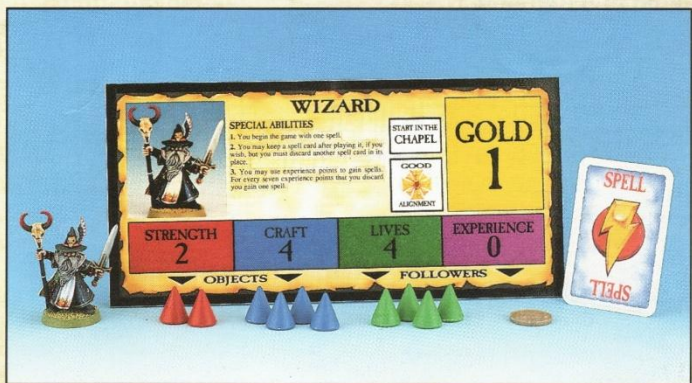 WIZARD
SPECIAL ABILITIES
1. You begin the game with one spell.
2. You may keep a spell card after playing it, if you
wish, but you must discard another spell card in its
place.
3. You may use experience points to gain spells.
For every seven experience points that you discard
you gain one spell.
START IN THE
CHAPEL
GOOD
ALIGNMENT
GOLD
1
STRENGTH
2
CRAFT
4
LIVES
4
EXPERIENCE
0
OBJECTS
FOLLOWERS
SPELL
SPELL